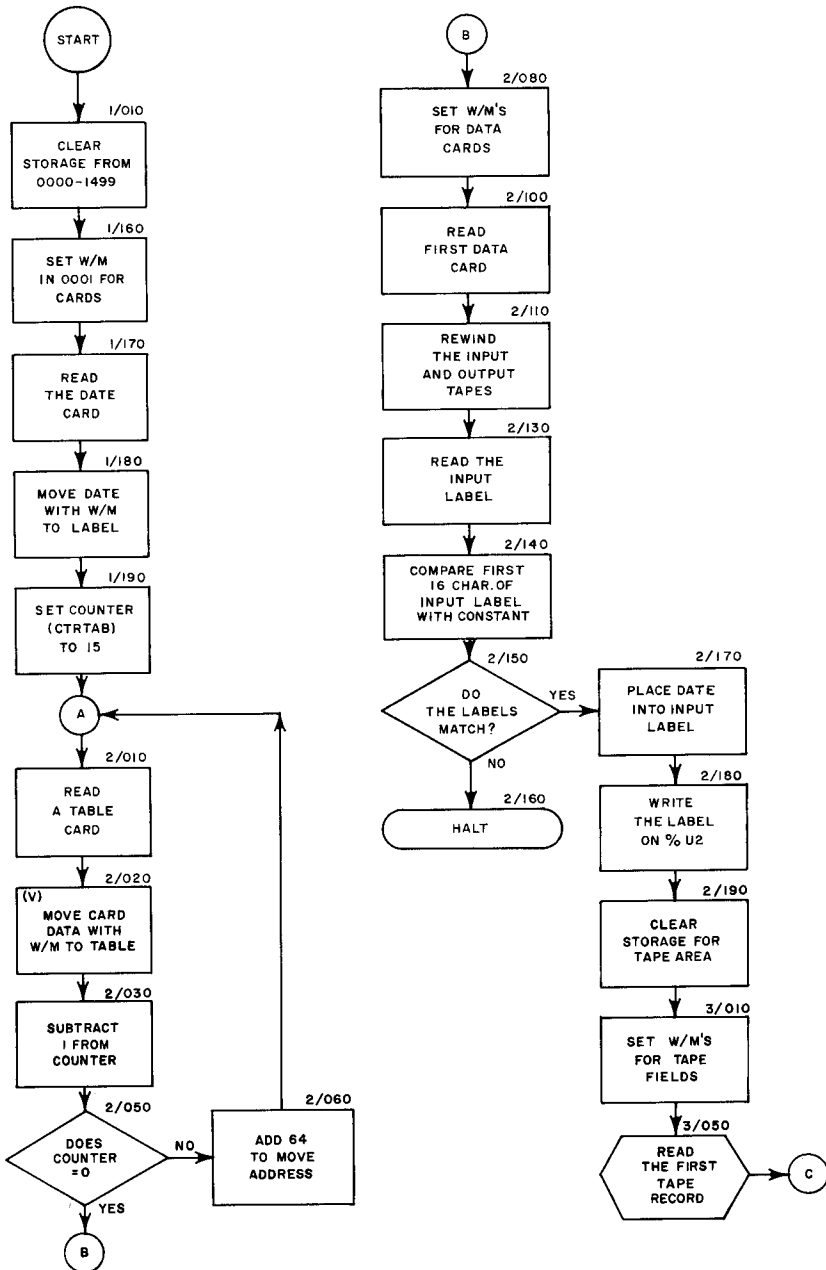 START
1/010
CLEAR
STORAGE FROM
0000-1499
1/160
SET W/M
IN 0001 FOR
CARDS
1/170
READ
THE DATE
CARD
1/180
MOVE DATE
WITH W/M
TO LABEL
1/190
SET COUNTER
(CTRTAB)
TO 15
A
2/010
READ
A TABLE
CARD
2/020
(V)
MOVE CARD
DATA WITH
W/M TO TABLE
2/030
SUBTRACT
1 FROM
COUNTER
2/050
DOES
COUNTER
=0
NO
2/060
ADD 64
TO MOVE
ADDRESS
YES
B
B
2/080
SET W/M'S
FOR DATA
CARDS
2/100
READ
FIRST DATA
CARD
2/110
REWIND
THE INPUT
AND OUTPUT
TAPES
2/130
READ THE
INPUT
LABEL
2/140
COMPARE FIRST
16 CHAR. OF
INPUT LABEL
WITH CONSTANT
2/150
DO
THE LABELS
MATCH?
YES
NO
2/160
HALT
2/170
PLACE DATE
INTO INPUT
LABEL
2/180
WRITE
THE LABEL
ON % U2
2/190
CLEAR
STORAGE FOR
TAPE AREA
3/010
SET W/M'S
FOR TAPE
FIELDS
3/050
READ
THE FIRST
TAPE
RECORD
C